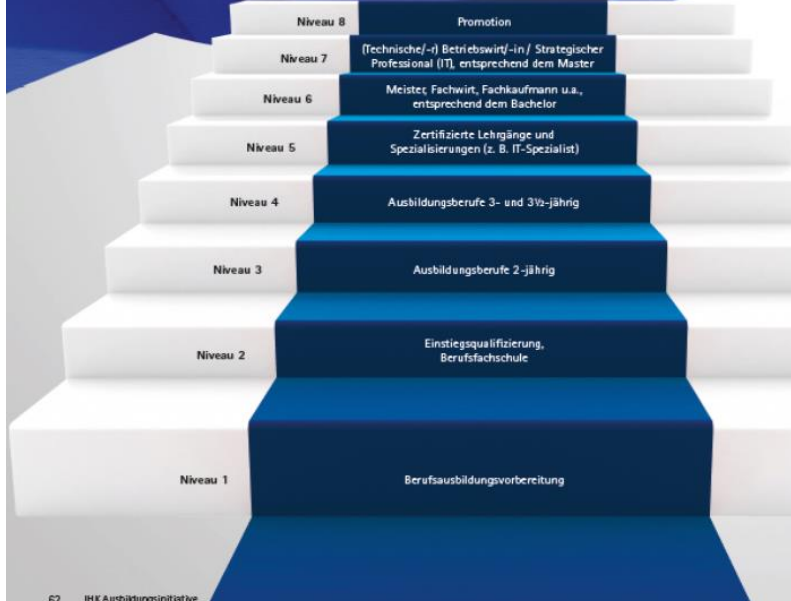 Niveau 8 Promotion
Niveau 7 (Technische/-r) Betriebswirt/-in / Strategischer
Professional (IT), entsprechend dem Master
Niveau 6 Meister, Fachwirt, Fachkaufmann u.a.,
entsprechend dem Bachelor
Niveau 5 Zertifizierte Lehrgänge und
Spezialisierungen (z. B. IT-Spezialist)
Niveau 4 Ausbildungsberufe 3- und 3½-jährig
Niveau 3 Ausbildungsberufe 2-jährig
Niveau 2 Einstiegsqualifizierung,
Berufsfachschule
Niveau 1 Berufsausbildungsvorbereitung
62 IHK Ausbildungsinitiative